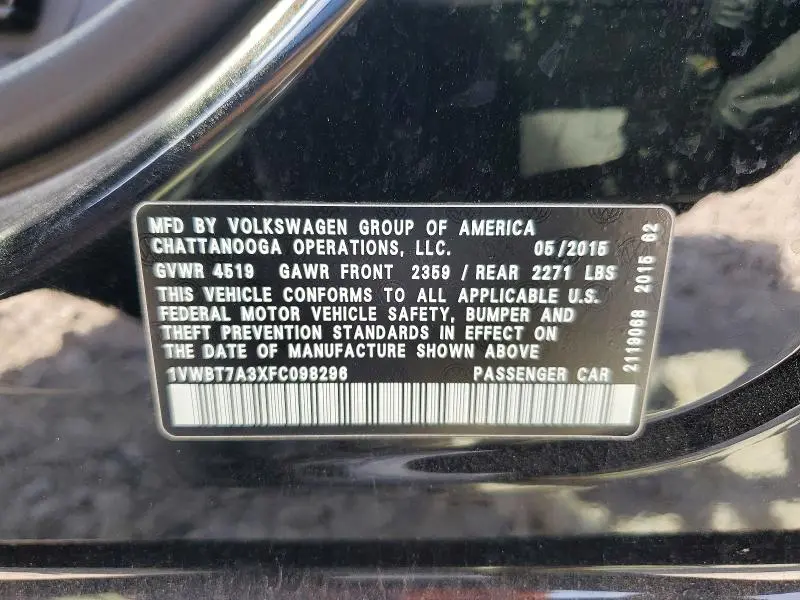 MFD BY VOLKSWAGEN GROUP OF AMERICA
CHATTANOOGA OPERATIONS, LLC. 05/2015
GVWR 4519 GAWR FRONT 2359 / REAR 2271 LBS
THIS VEHICLE CONFORMS TO ALL APPLICABLE U.S.
FEDERAL MOTOR VEHICLE SAFETY, BUMPER AND
THEFT PREVENTION STANDARDS IN EFFECT ON
THE DATE OF MANUFACTURE SHOWN ABOVE
1VWBT7A3XFC098296 PASSENGER CAR
2119068 2015 62